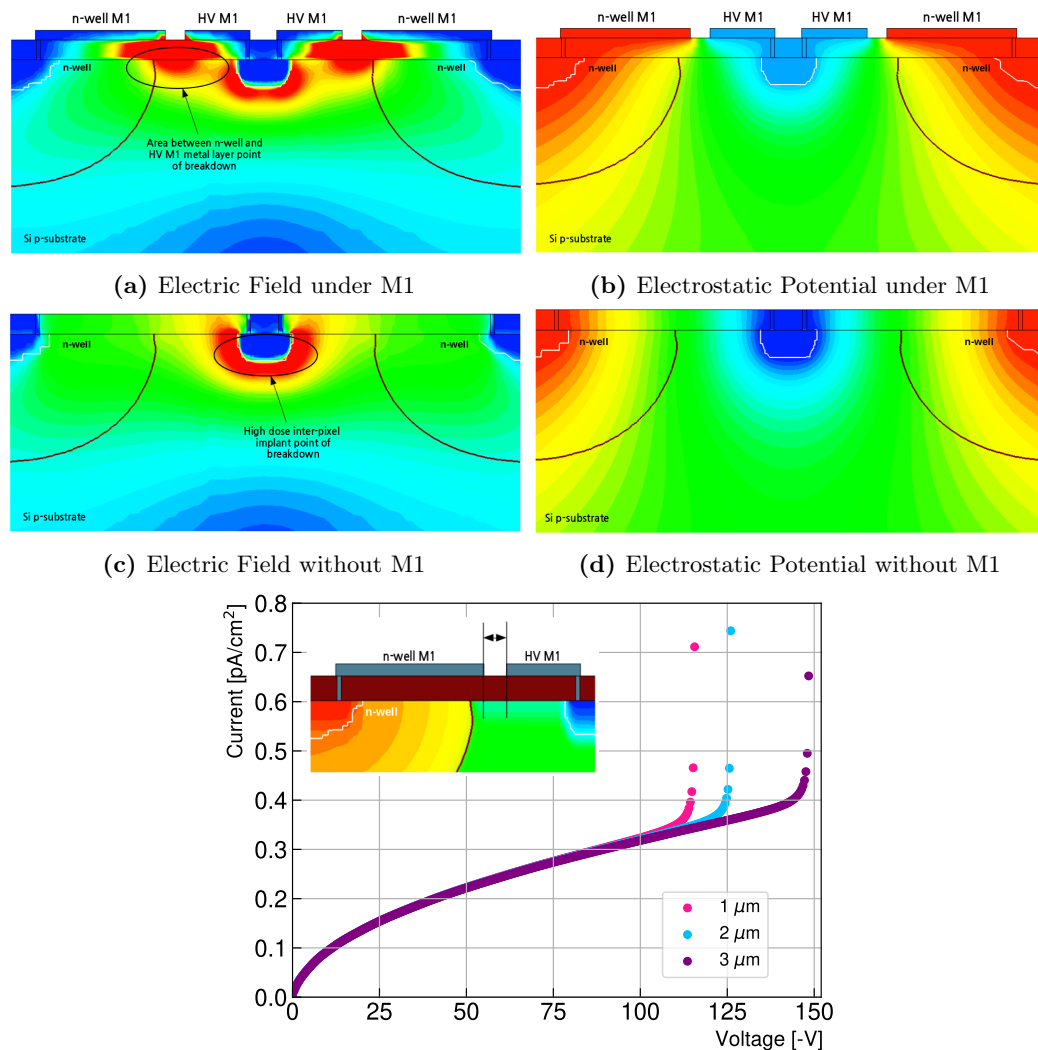 n-well M1 HV M1 HV M1 n-well M1
n-well n-well
Area between n-well and
HV M1 metal layer point
of breakdown
Si p-substrate
(a) Electric Field under M1
n-well M1 HV M1 HV M1 n-well M1
n-well n-well
Si p-substrate
(b) Electrostatic Potential under M1
n-well n-well
High dose inter-pixel
implant point of
breakdown
Si p-substrate
(c) Electric Field without M1
n-well n-well
Si p-substrate
(d) Electrostatic Potential without M1
Current [pA/cm²]
0.8
0.7
0.6
0.5
0.4
0.3
0.2
0.1
0.0
n-well M1 HV M1
n-well
1 μm
2 μm
3 μm
0 25 50 75 100 125 150
Voltage [-V]